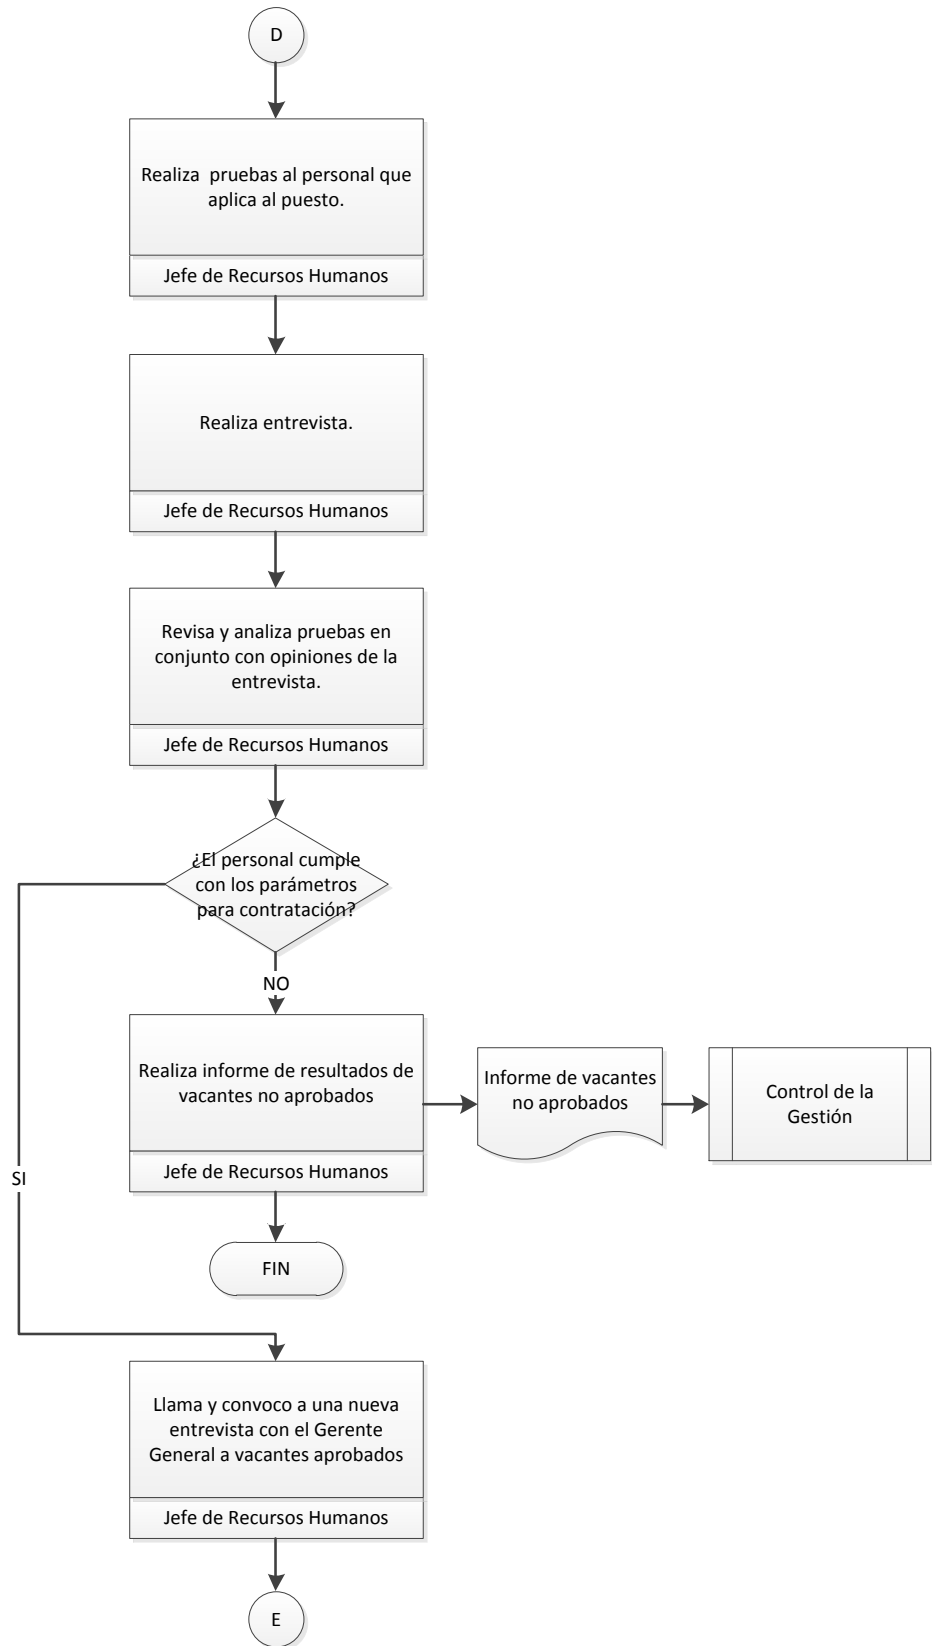 D
Realiza  pruebas al personal que
aplica al puesto.
Jefe de Recursos Humanos
Realiza entrevista.
Jefe de Recursos Humanos
Revisa y analiza pruebas en
conjunto con opiniones de la
entrevista.
Jefe de Recursos Humanos
¿El personal cumple
con los parámetros
para contratación?
NO
Realiza informe de resultados de
vacantes no aprobados
Jefe de Recursos Humanos
Informe de vacantes
no aprobados
Control de la
Gestión
SI
FIN
Llama y convoco a una nueva
entrevista con el Gerente
General a vacantes aprobados
Jefe de Recursos Humanos
E